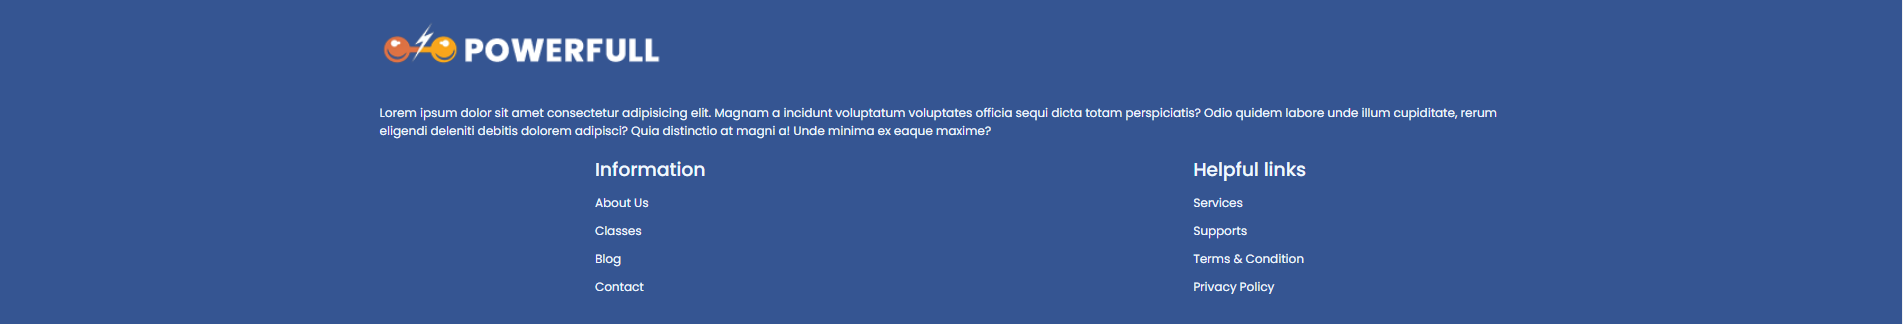 POWERFULL
Lorem ipsum dolor sit amet consectetur adipisicing elit. Magnam a incidunt voluptatum voluptates officia sequi dicta totam perspiciatis? Odio quidem labore unde illum cupiditate, rerum
eligendi deleniti debitis dolorem adipisci? Quia distinctio at magni a! Unde minima ex eaque maxime?
Information
About Us
Classes
Blog
Contact
Helpful links
Services
Supports
Terms & Condition
Privacy Policy